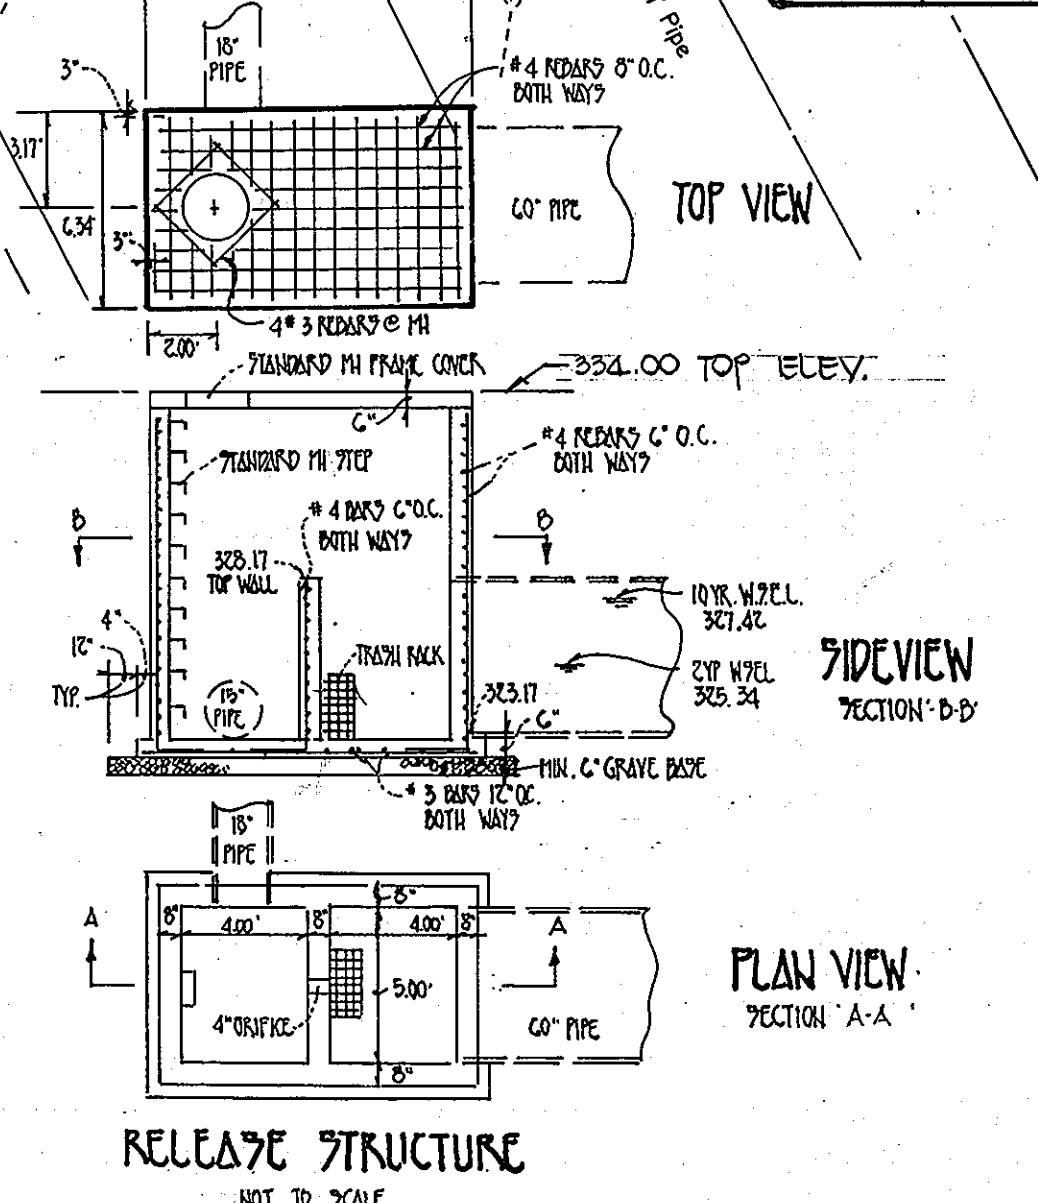 Pipe
18"
PIPE
3"
#4 REBARS 8" O.C.
BOTH WAYS
3.17'
6.34'
3"
60" PIPE
TOP VIEW
4 #3 REBARS @ MH
2.00'
STANDARD MH FRAME COVER
334.00 TOP ELEV.
6"
#4 REBARS 6" O.C.
BOTH WAYS
STANDARD MH STEP
B
B
#4 BARS 6" O.C.
BOTH WAYS
328.17
TOP WALL
10 YR. W.S.E.L.
327.42
4"
12"
TYP.
TRASH RACK
2YP WSEL
325.34
SIDEVIEW
SECTION 'B-B'
15"
PIPE
323.17
6"
MIN. 6" GRAVE BASE
# 3 BARS 12" OC.
BOTH WAYS
18"
PIPE
A
A
8"
8"
4.00'
8"
4.00'
8"
5.00'
4" ORIFICE
60" PIPE
8"
PLAN VIEW
SECTION 'A-A'
RELEASE STRUCTURE
NOT TO SCALE